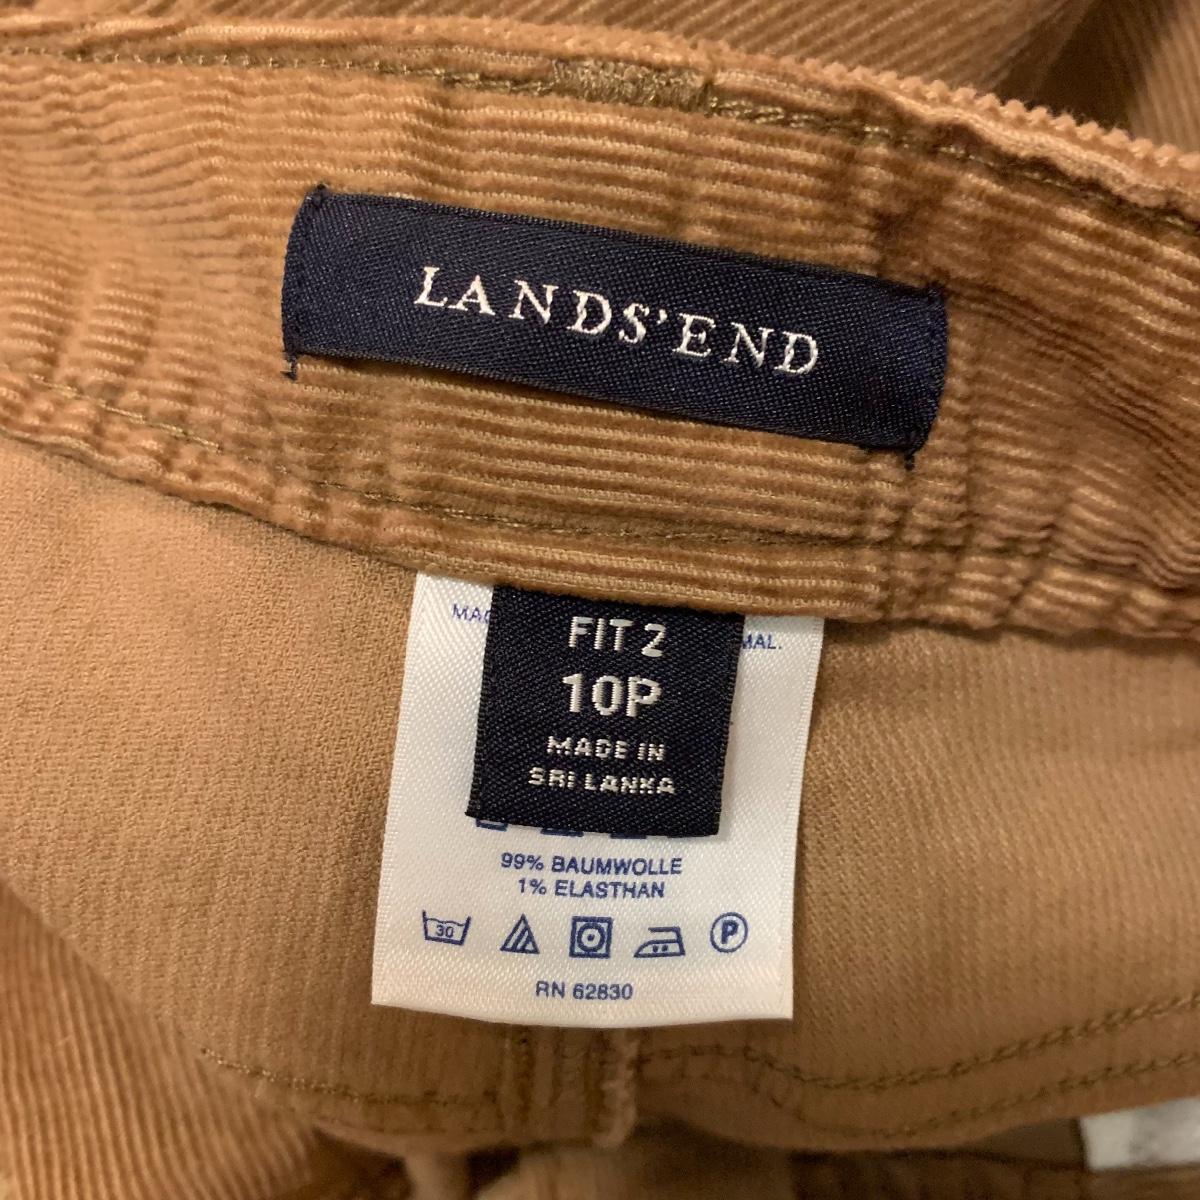 LANDS'END
FIT 2
10P
MADE IN
SRI LANKA
99% BAUMWOLLE
1% ELASTHAN
30
P
RN 62830